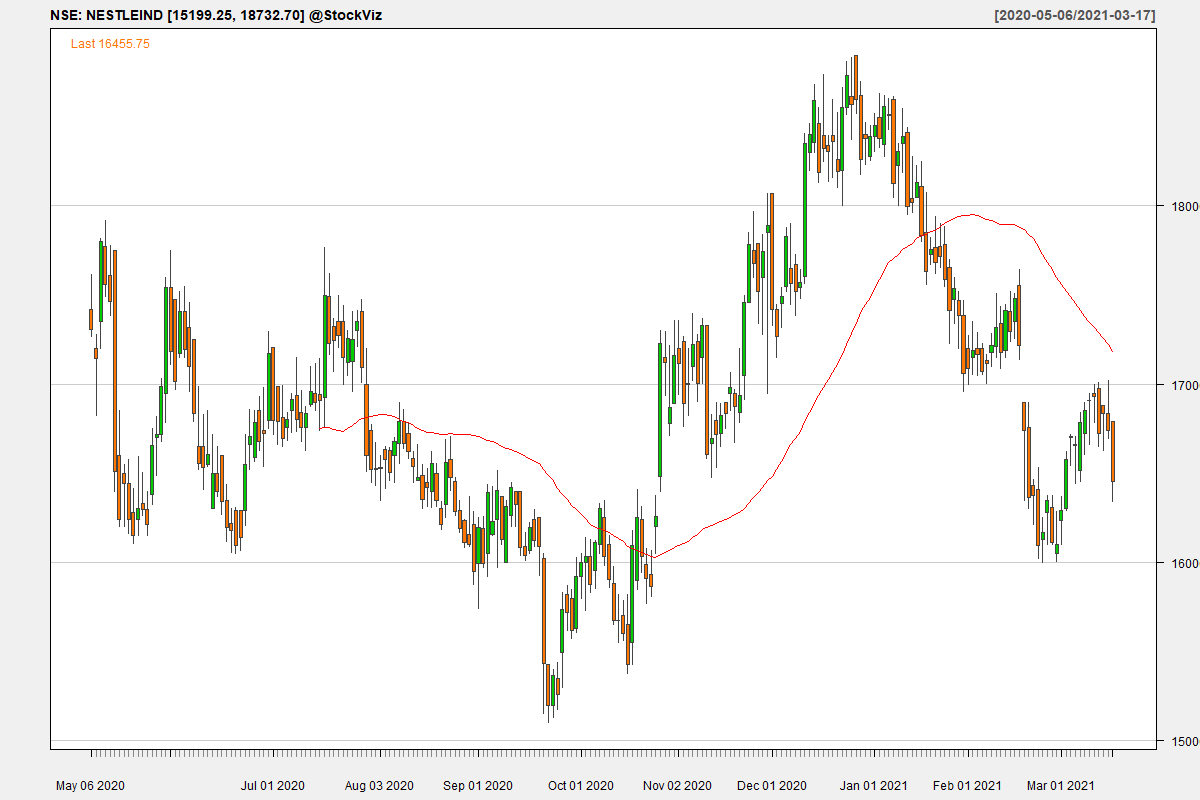 NSE: NESTLEIND [15199.25, 18732.70] @StockViz
[2020-05-06/2021-03-17]
Last 16455.75
1800
1700
1600
1500
May 06 2020
Jul 01 2020
Aug 03 2020
Sep 01 2020
Oct 01 2020
Nov 02 2020
Dec 01 2020
Jan 01 2021
Feb 01 2021
Mar 01 2021